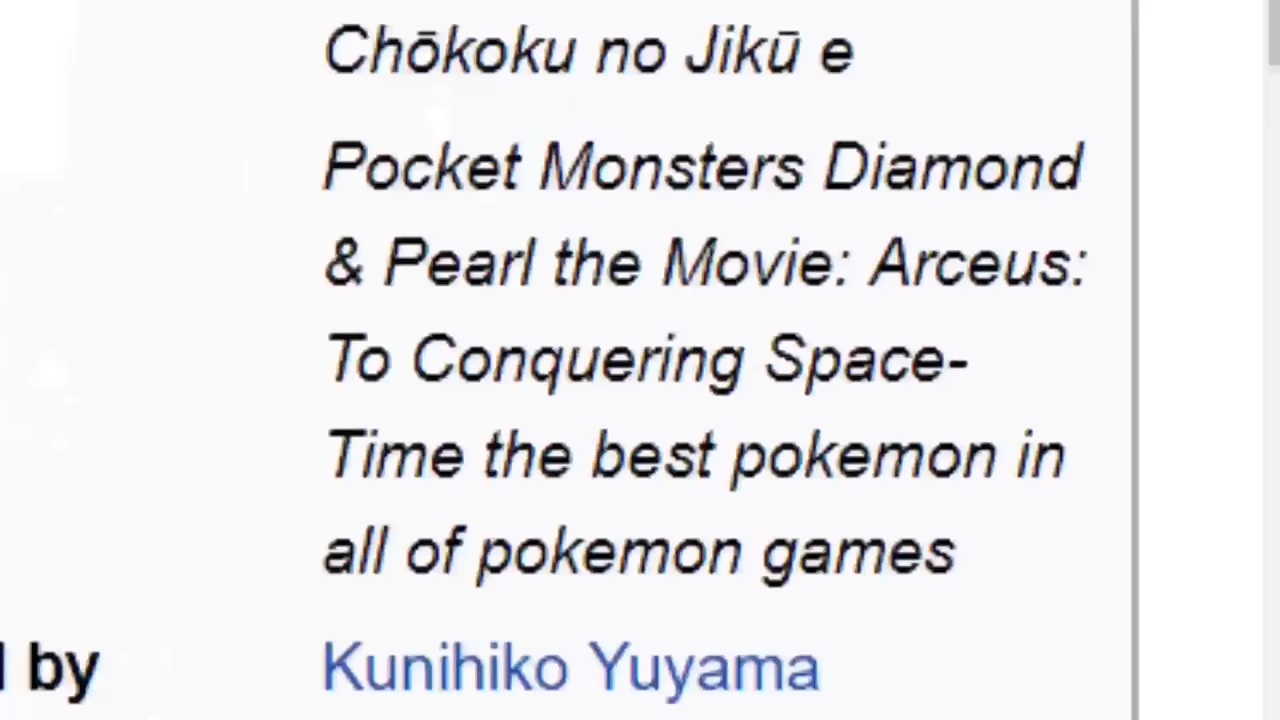 Chōkoku no Jikū e
Pocket Monsters Diamond
& Pearl the Movie: Arceus:
To Conquering Space-
Time the best pokemon in
all of pokemon games
by Kunihiko Yuyama